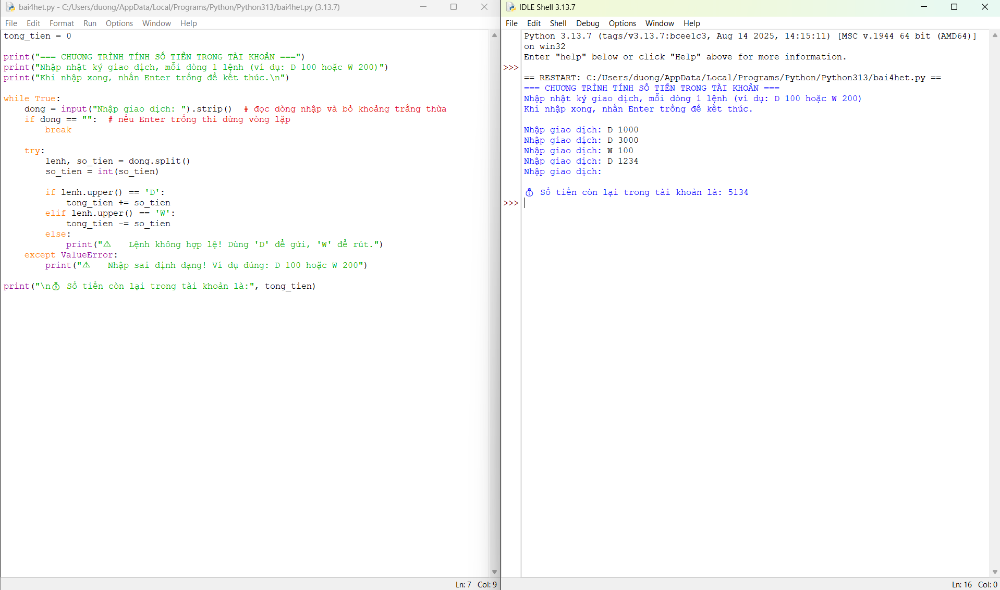 bai4het.py - C:/Users/duong/AppData/Local/Programs/Python/Python313/bai4het.py (3.13.7)
File Edit Format Run Options Window Help
tong_tien = 0
print("=== CHƯƠNG TRÌNH TÍNH SỐ TIỀN TRONG TÀI KHOẢN ===")
print("Nhập nhật ký giao dịch, mỗi dòng 1 lệnh (ví dụ: D 100 hoặc W 200)")
print("Khi nhập xong, nhấn Enter trống để kết thúc.\n")
while True:
    dong = input("Nhập giao dịch: ").strip()  # đọc dòng nhập và bỏ khoảng trắng thừa
    if dong == "":  # nếu Enter trống thì dừng vòng lặp
        break
    try:
        lenh, so_tien = dong.split()
        so_tien = int(so_tien)
        if lenh.upper() == 'D':
            tong_tien += so_tien
        elif lenh.upper() == 'W':
            tong_tien -= so_tien
        else:
            print("⚠ Lệnh không hợp lệ! Dùng 'D' để gửi, 'W' để rút.")
    except ValueError:
        print("⚠ Nhập sai định dạng! Ví dụ đúng: D 100 hoặc W 200")
print("\n💰 Số tiền còn lại trong tài khoản là:", tong_tien)
Ln: 7 Col: 9
IDLE Shell 3.13.7
File Edit Shell Debug Options Window Help
Python 3.13.7 (tags/v3.13.7:bcee1c3, Aug 14 2025, 14:15:11) [MSC v.1944 64 bit (AMD64)]
on win32
Enter "help" below or click "Help" above for more information.
>>>
== RESTART: C:/Users/duong/AppData/Local/Programs/Python/Python313/bai4het.py ==
=== CHƯƠNG TRÌNH TÍNH SỐ TIỀN TRONG TÀI KHOẢN ===
Nhập nhật ký giao dịch, mỗi dòng 1 lệnh (ví dụ: D 100 hoặc W 200)
Khi nhập xong, nhấn Enter trống để kết thúc.
Nhập giao dịch: D 1000
Nhập giao dịch: D 3000
Nhập giao dịch: W 100
Nhập giao dịch: D 1234
Nhập giao dịch:
💰 Số tiền còn lại trong tài khoản là: 5134
>>>
Ln: 16 Col: 0